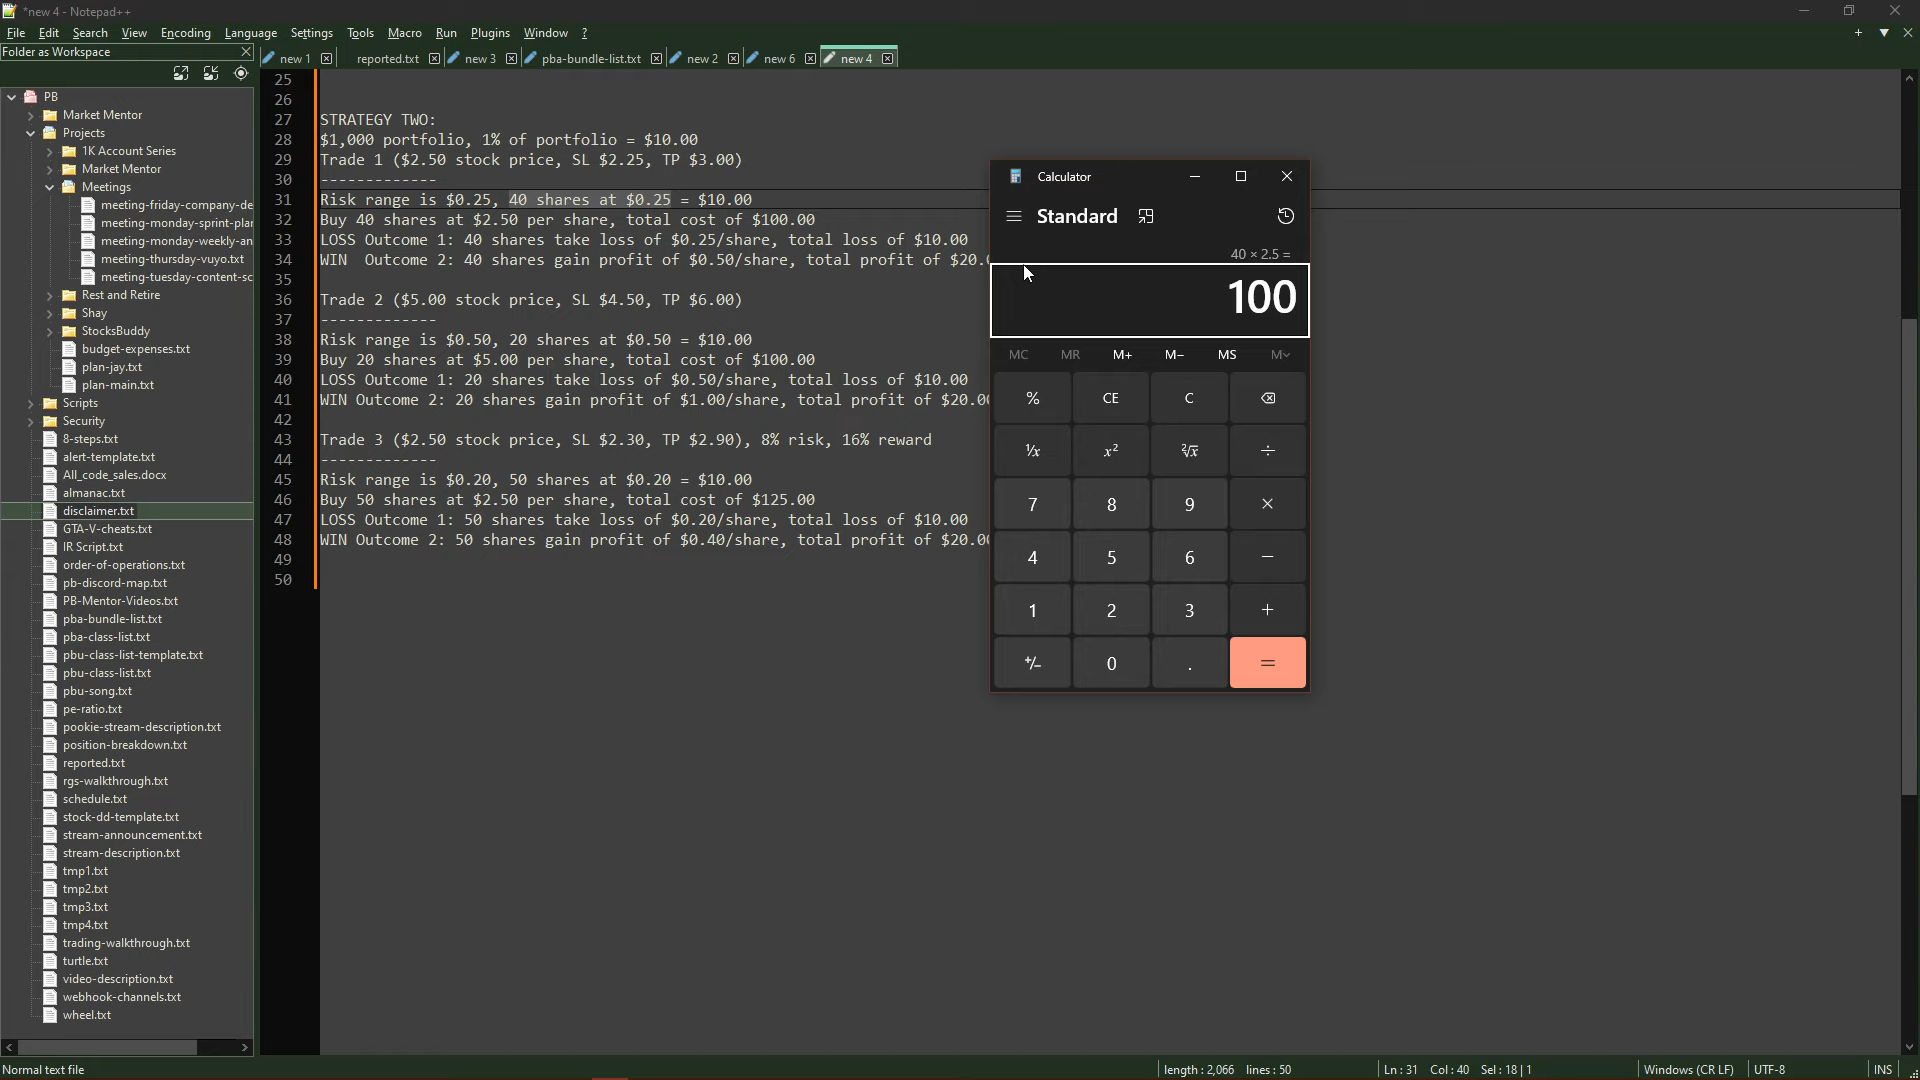 *new 4 - Notepad++
File Edit Search View Encoding Language Settings Tools Macro Run Plugins Window ?
Folder as Workspace
new 1
reported.txt
new 3
pba-bundle-list.txt
new 2
new 6
new 4
PB
Market Mentor
Projects
1K Account Series
Market Mentor
Meetings
meeting-friday-company-de
meeting-monday-sprint-plar
meeting-monday-weekly-an
meeting-thursday-vuyo.txt
meeting-tuesday-content-sc
Rest and Retire
Shay
StocksBuddy
budget-expenses.txt
plan-jay.txt
plan-main.txt
Scripts
Security
8-steps.txt
alert-template.txt
All_code_sales.docx
almanac.txt
disclaimer.txt
GTA-V-cheats.txt
IR Script.txt
order-of-operations.txt
pb-discord-map.txt
PB-Mentor-Videos.txt
pba-bundle-list.txt
pba-class-list.txt
pbu-class-list-template.txt
pbu-class-list.txt
pbu-song.txt
pe-ratio.txt
pookie-stream-description.txt
position-breakdown.txt
reported.txt
rgs-walkthrough.txt
schedule.txt
stock-dd-template.txt
stream-announcement.txt
stream-description.txt
tmp1.txt
tmp2.txt
tmp3.txt
tmp4.txt
trading-walkthrough.txt
turtle.txt
video-description.txt
webhook-channels.txt
wheel.txt
25
26
27 STRATEGY TWO:
28 $1,000 portfolio, 1% of portfolio = $10.00
29 Trade 1 ($2.50 stock price, SL $2.25, TP $3.00)
30 -------------
31 Risk range is $0.25, 40 shares at $0.25 = $10.00
32 Buy 40 shares at $2.50 per share, total cost of $100.00
33 LOSS Outcome 1: 40 shares take loss of $0.25/share, total loss of $10.00
34 WIN  Outcome 2: 40 shares gain profit of $0.50/share, total profit of $20.0
35
36 Trade 2 ($5.00 stock price, SL $4.50, TP $6.00)
37 -------------
38 Risk range is $0.50, 20 shares at $0.50 = $10.00
39 Buy 20 shares at $5.00 per share, total cost of $100.00
40 LOSS Outcome 1: 20 shares take loss of $0.50/share, total loss of $10.00
41 WIN Outcome 2: 20 shares gain profit of $1.00/share, total profit of $20.0
42
43 Trade 3 ($2.50 stock price, SL $2.30, TP $2.90), 8% risk, 16% reward
44 -------------
45 Risk range is $0.20, 50 shares at $0.20 = $10.00
46 Buy 50 shares at $2.50 per share, total cost of $125.00
47 LOSS Outcome 1: 50 shares take loss of $0.20/share, total loss of $10.00
48 WIN Outcome 2: 50 shares gain profit of $0.40/share, total profit of $20.0
49
50
Calculator
Standard
40 × 2.5 =
100
MC MR M+ M− MS M
% CE C
⅟x x² ²√x ÷
7 8 9 ×
4 5 6 −
1 2 3 +
+/− 0 . =
Normal text file
length : 2,066 lines : 50
Ln : 31 Col : 40 Sel : 18 | 1
Windows (CR LF)
UTF-8
INS